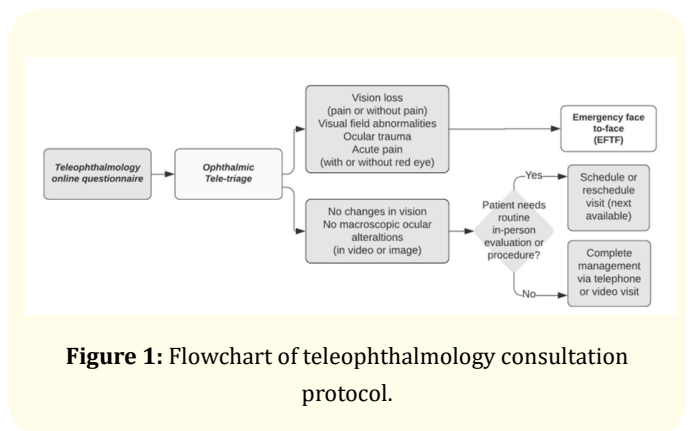 Teleophthalmology
online questionnaire
Ophthalmic
Tele-triage
Vision loss
(pain or without pain)
Visual field abnormalities
Ocular trauma
Acute pain
(with or without red eye)
Emergency face
to-face
(EFTF)
No changes in vision
No macroscopic ocular
alteraltions
(in video or image)
Patient needs
routine
in-person
evaluation or
procedure?
Yes
Schedule or
reschedule
visit (next
available)
No
Complete
management
via telephone
or video visit
Figure 1: Flowchart of teleophthalmology consultation
protocol.